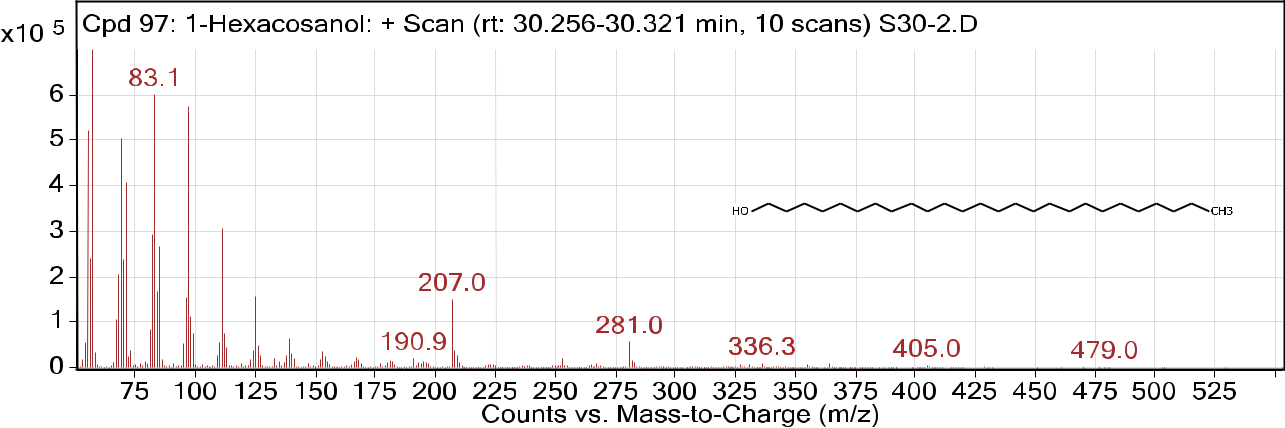 Cpd 97: 1-Hexacosanol: + Scan (rt: 30.256-30.321 min, 10 scans) S30-2.D
x10 5
83.1
6
5
4
HO
CH3
3
207.0
2
281.0
190.9
336.3
405.0
479.0
1
0
75 100 125 150 175 200 225 250 275 300 325 350 375 400 425 450 475 500 525
Counts vs. Mass-to-Charge (m/z)